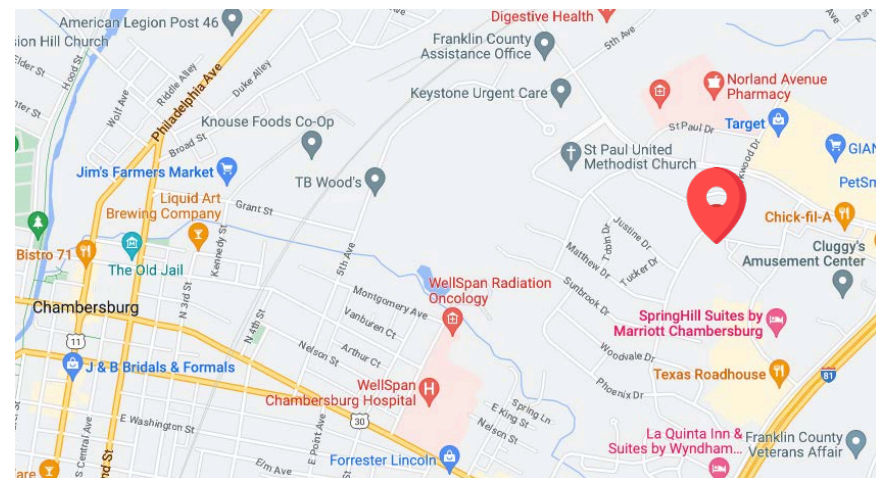 Digestive Health
American Legion Post 46
5th Ave
Franklin County
Assistance Office
sion Hill Church
Elder St
Hood St
Riddle Alley
Duke Alley
Philadelphia Ave
Wolf Ave
Keystone Urgent Care
Norland Avenue
Pharmacy
Knouse Foods Co-Op
Broad St
St Paul Dr
Target
St Paul United
Methodist Church
GIAN
Jim's Farmers Market
TB Wood's
PetSm
Liquid Art
Brewing Company
Grant St
Chick-fil-A
Kennedy St
Justine Dr
Tobin Dr
Bistro 71
The Old Jail
5th Ave
Matthew Dr
Tucker Dr
Cluggy's
Amusement Center
WellSpan Radiation
Oncology
Sunbrook Dr
Chambersburg
N 3rd St
Montgomery Ave
SpringHill Suites by
Marriott Chambersburg
N 4th St
Vanburen Ct
11
Arthur Ct
Nelson St
Woodvale Dr
J & B Bridals & Formals
Texas Roadhouse
81
WellSpan
Chambersburg Hospital
Phoenix Dr
Spring Ln
E King St
30
E Washington St
Nelson St
E Point Ave
La Quinta Inn &
Suites by Wyndham...
Franklin County
Veterans Affair
S Central Ave
2nd St
Forrester Lincoln